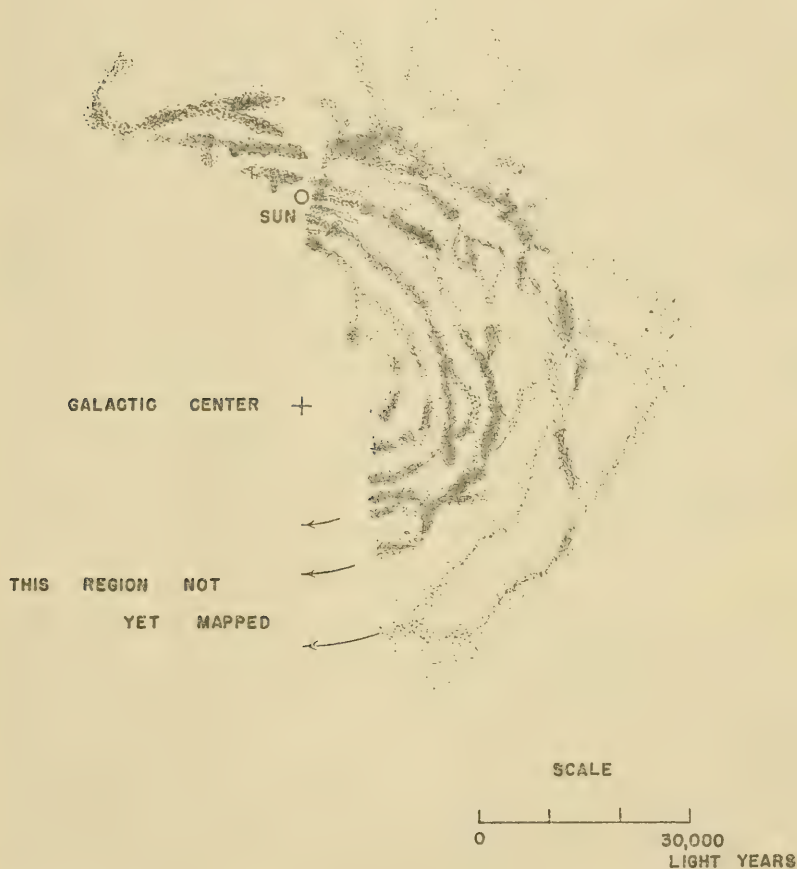 SUN
GALACTIC CENTER
THIS REGION NOT
YET MAPPED
SCALE
0 30,000
LIGHT YEARS